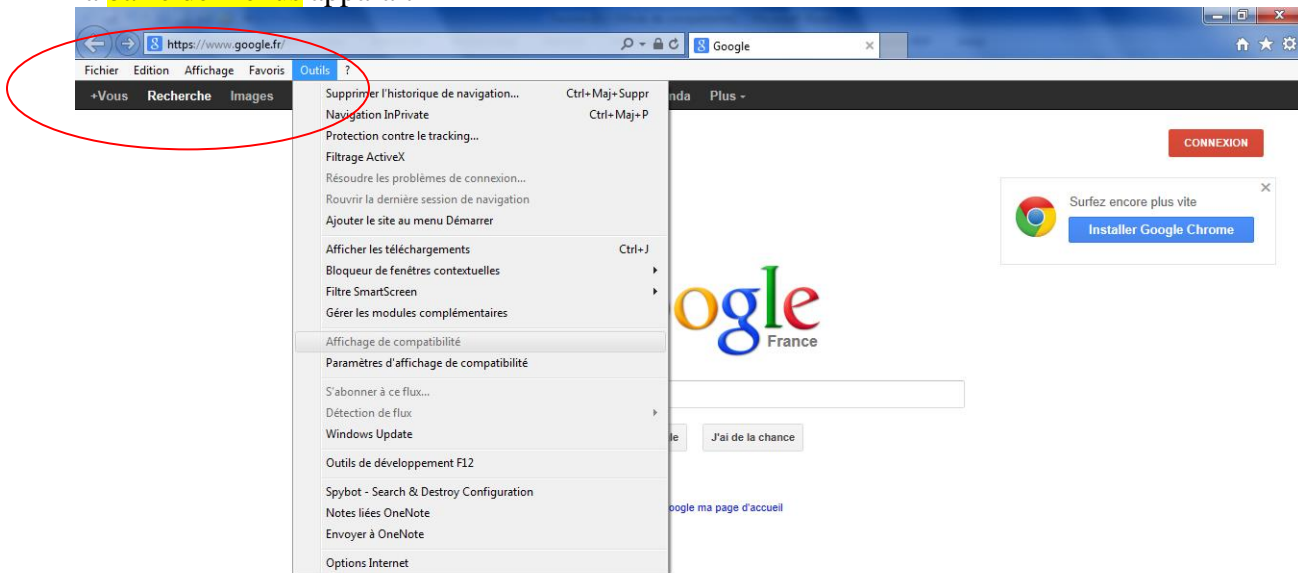 https://www.google.fr/
Google
Fichier Edition Affichage Favoris Outils ?
+Vous Recherche Images nda Plus
Supprimer l'historique de navigation... Ctrl+Maj+Suppr
Navigation InPrivate Ctrl+Maj+P
Protection contre le tracking...
CONNEXION
Filtrage ActiveX
Résoudre les problèmes de connexion...
Rouvrir la dernière session de navigation
Surfez encore plus vite
Ajouter le site au menu Démarrer
Installer Google Chrome
Afficher les téléchargements Ctrl+J
Bloqueur de fenêtres contextuelles
Filtre SmartScreen
Gérer les modules complémentaires
ogle
France
Affichage de compatibilité
Paramètres d'affichage de compatibilité
S'abonner à ce flux...
Détection de flux
Windows Update
le J'ai de la chance
Outils de développement F12
Spybot - Search & Destroy Configuration
Notes liées OneNote
oogle ma page d'accueil
Envoyer à OneNote
Options Internet